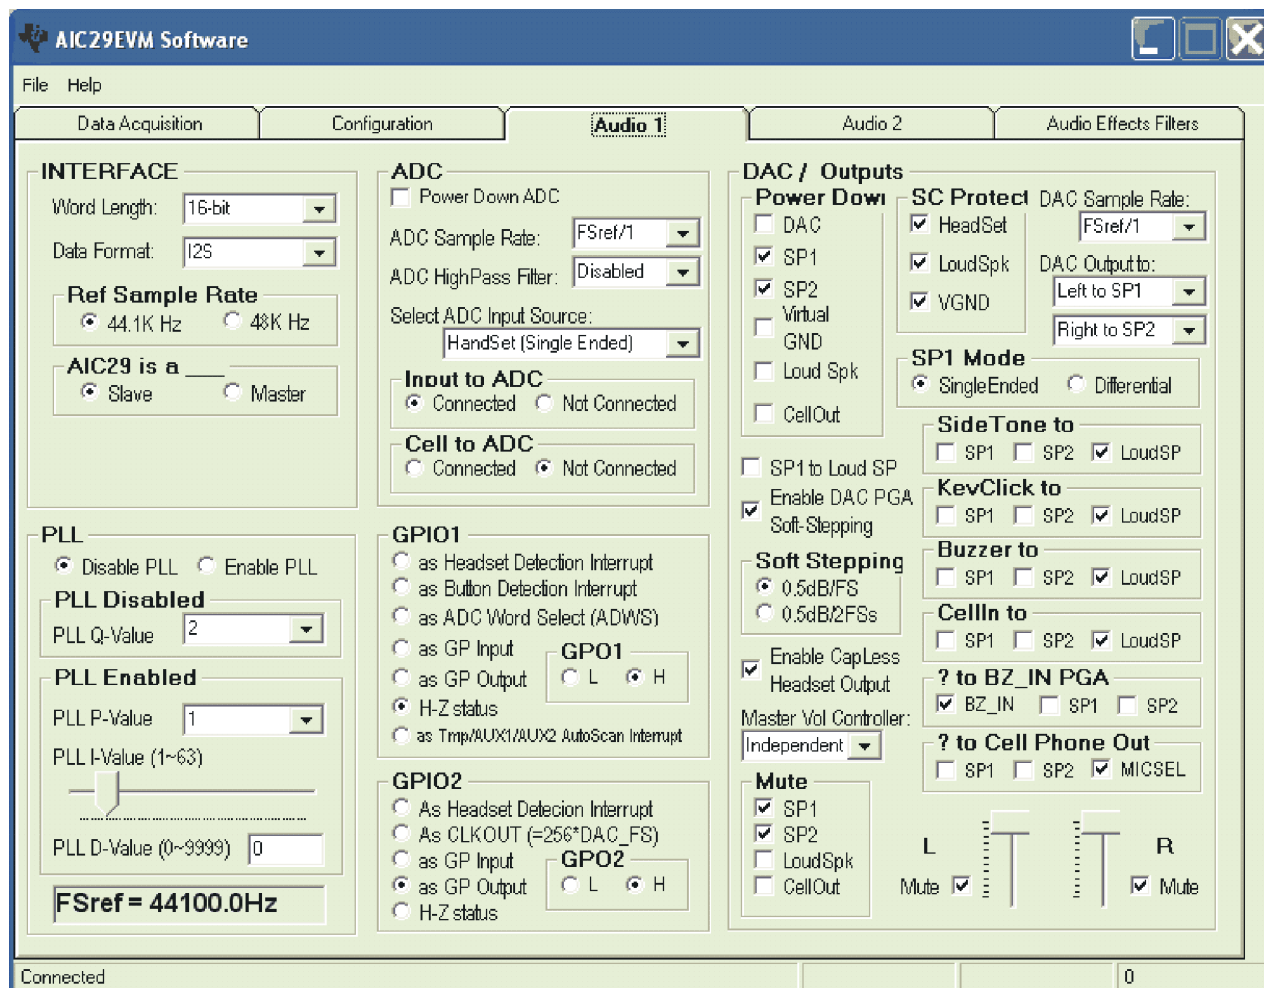 AIC29EVM Software
File Help
Data Acquisition Configuration Audio 1 Audio 2 Audio Effects Filters
INTERFACE
Word Length: 16-bit
Data Format: I2S
Ref Sample Rate
44.1K Hz 48K Hz
AIC29 is a ___
Slave Master
PLL
Disable PLL Enable PLL
PLL Disabled
PLL Q-Value 2
PLL Enabled
PLL P-Value 1
PLL I-Value (1~63)
PLL D-Value (0~9999) 0
FSref = 44100.0Hz
ADC
Power Down ADC
ADC Sample Rate: FSref/1
ADC HighPass Filter: Disabled
Select ADC Input Source:
HandSet (Single Ended)
Input to ADC
Connected Not Connected
Cell to ADC
Connected Not Connected
GPIO1
as Headset Detection Interrupt
as Button Detection Interrupt
as ADC Word Select (ADWS)
as GP Input
as GP Output
H-Z status
as Tmp/AUX1/AUX2 AutoScan Interrupt
GPO1
L H
GPIO2
As Headset Detecion Interrupt
As CLKOUT (=256*DAC_FS)
as GP Input
as GP Output
H-Z status
GPO2
L H
DAC / Outputs
Power Down
DAC
SP1
SP2
Virtual
GND
Loud Spk
CellOut
SC Protect
HeadSet
LoudSpk
VGND
DAC Sample Rate:
FSref/1
DAC Output to:
Left to SP1
Right to SP2
SP1 Mode
SingleEnded Differential
SP1 to Loud SP
Enable DAC PGA
Soft-Stepping
Soft Stepping
0.5dB/FS
0.5dB/2FSs
Enable CapLess
Headset Output
Master Vol Controller:
Independent
Mute
SP1
SP2
LoudSpk
CellOut
SideTone to
SP1 SP2 LoudSP
KeyClick to
SP1 SP2 LoudSP
Buzzer to
SP1 SP2 LoudSP
CellIn to
SP1 SP2 LoudSP
? to BZ_IN PGA
BZ_IN SP1 SP2
? to Cell Phone Out
SP1 SP2 MICSEL
L R
Mute Mute
Connected 0